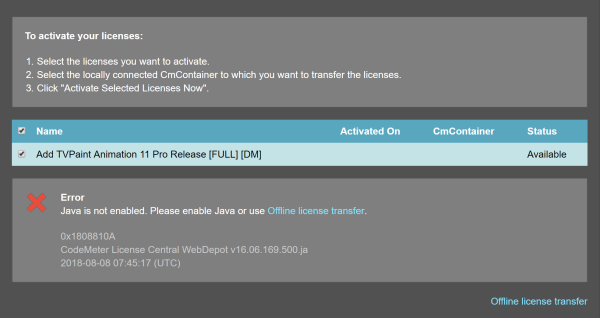 To activate your licenses:
1. Select the licenses you want to activate.
2. Select the locally connected CmContainer to which you want to transfer the licenses.
3. Click "Activate Selected Licenses Now".
Name Activated On CmContainer Status
Add TVPaint Animation 11 Pro Release [FULL] [DM] Available
Error
Java is not enabled. Please enable Java or use Offline license transfer.
0x1808810A
CodeMeter License Central WebDepot v16.06.169.500.ja
2018-08-08 07:45:17 (UTC)
Offline license transfer